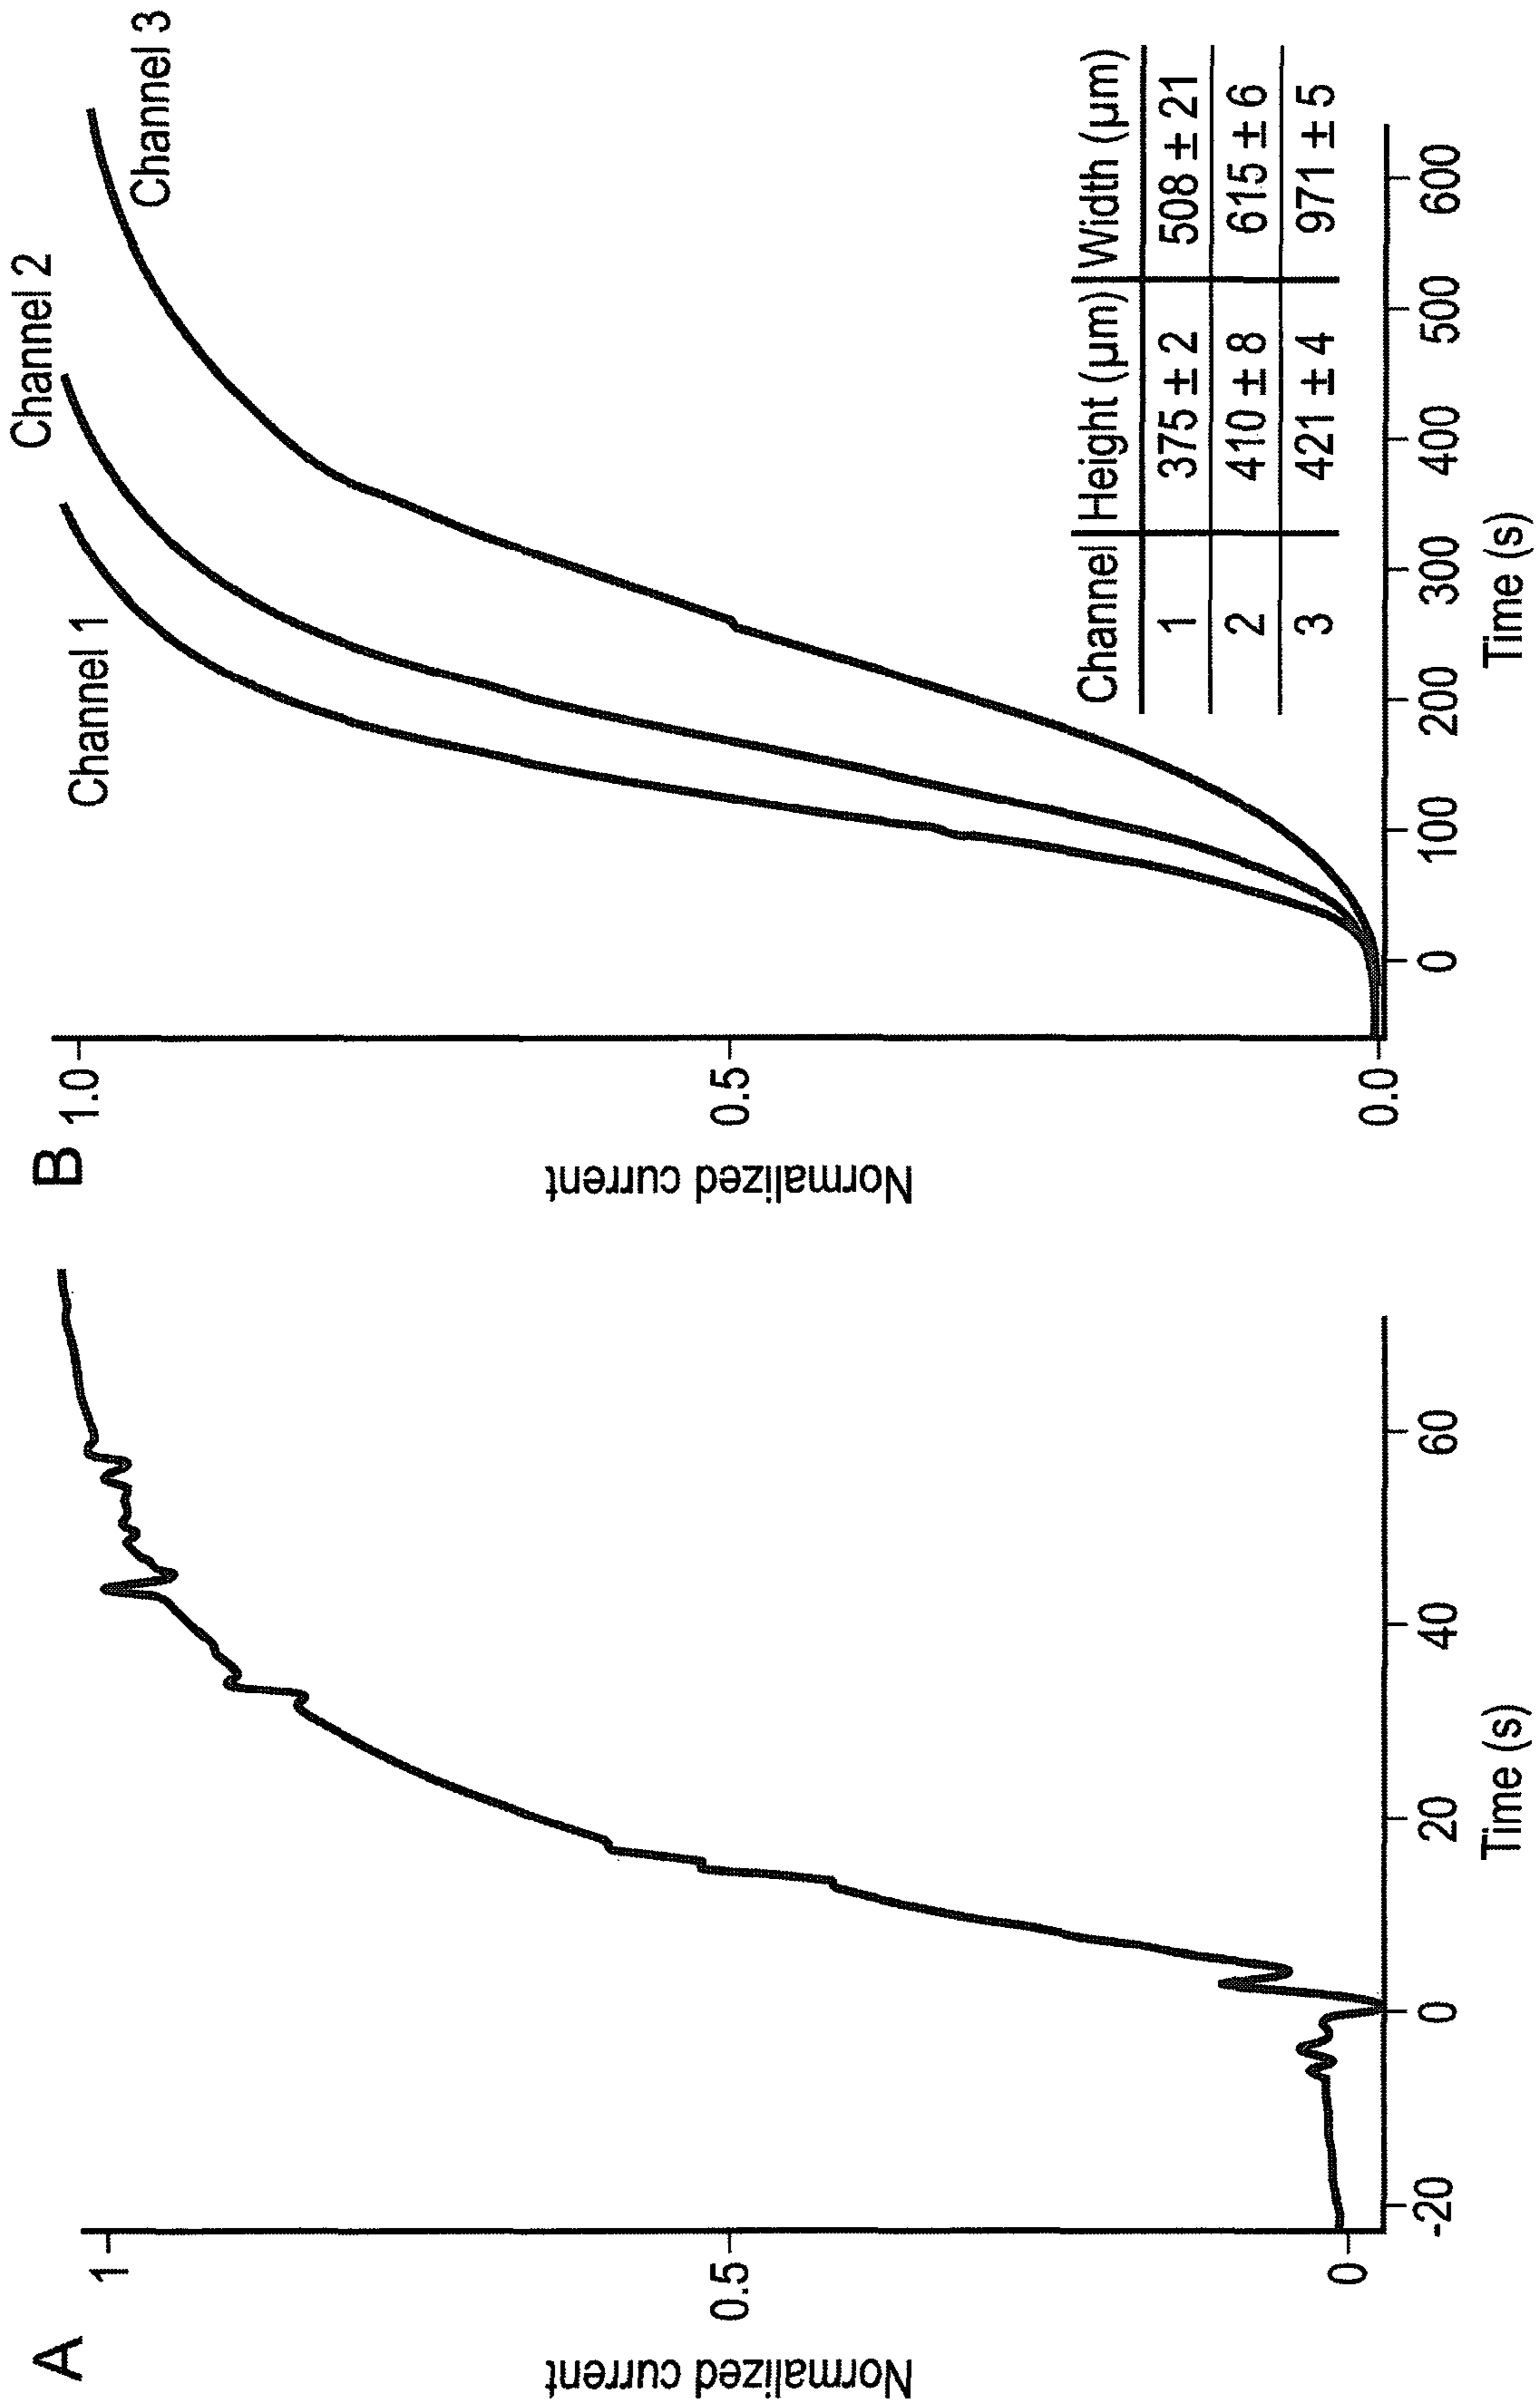 A
Normalized current
1
0.5
0
-20 0 20 40 60
Time (s)
B
Normalized current
1.0
0.5
0.0
Channel 1
Channel 2
Channel 3
Channel Height (µm) Width (µm)
1 375 ± 2 508 ± 21
2 410 ± 8 615 ± 6
3 421 ± 4 971 ± 5
0 100 200 300 400 500 600
Time (s)